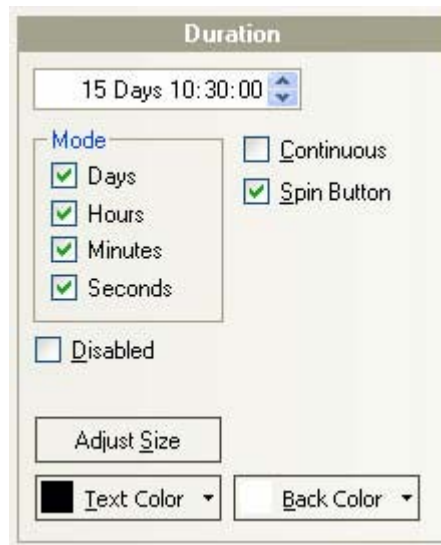 Duration
15 Days 10:30:00
Mode
Continuous
Days
Spin Button
Hours
Minutes
Seconds
Disabled
Adjust Size
Text Color
Back Color